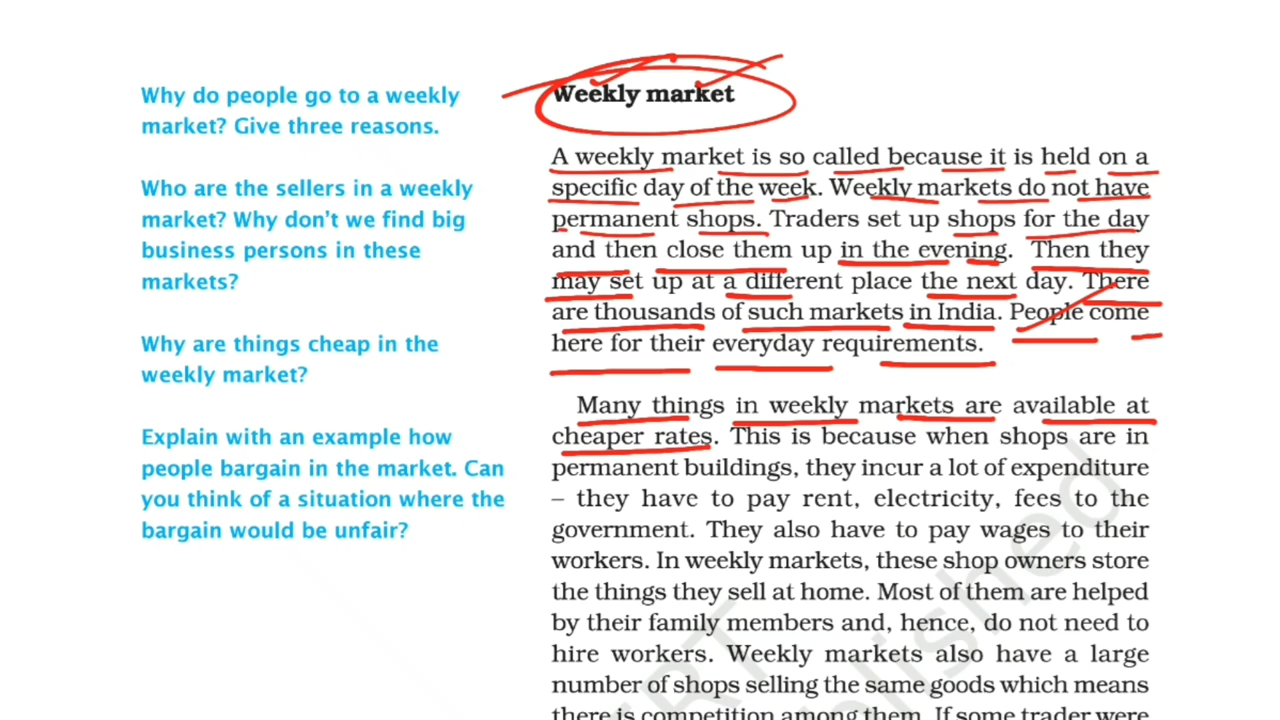 Why do people go to a weekly
market? Give three reasons.
Who are the sellers in a weekly
market? Why don't we find big
business persons in these
markets?
Why are things cheap in the
weekly market?
Explain with an example how
people bargain in the market. Can
you think of a situation where the
bargain would be unfair?
Weekly market
A weekly market is so called because it is held on a
specific day of the week. Weekly markets do not have
permanent shops. Traders set up shops for the day
and then close them up in the evening. Then they
may set up at a different place the next day. There
are thousands of such markets in India. People come
here for their everyday requirements.
Many things in weekly markets are available at
cheaper rates. This is because when shops are in
permanent buildings, they incur a lot of expenditure
– they have to pay rent, electricity, fees to the
government. They also have to pay wages to their
workers. In weekly markets, these shop owners store
the things they sell at home. Most of them are helped
by their family members and, hence, do not need to
hire workers. Weekly markets also have a large
number of shops selling the same goods which means
there is competition among them. If some trader were